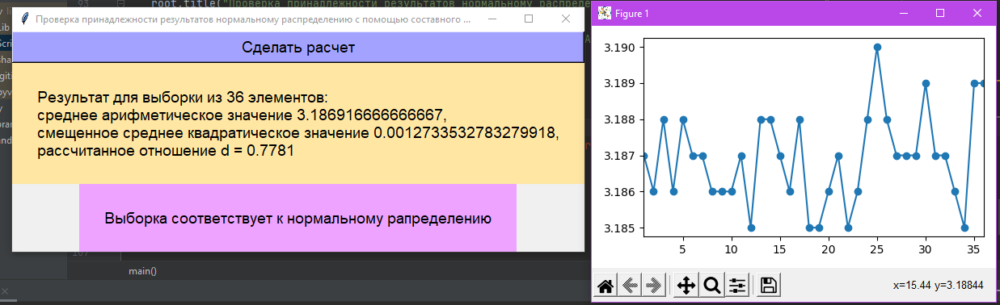 93
root.title("Проверка принадлежности результатов нормальному распреде
Проверка принадлежности результатов нормальному распределению с помощью составного ...
Сделать расчет
Результат для выборки из 36 элементов:
среднее арифметическое значение 3.186916666666667,
смещенное среднее квадратическое значение 0.0012733532783279918,
рассчитанное отношение d = 0.7781
Выборка соответствует к нормальному рапределению
main()
Figure 1
3.190
3.189
3.188
3.187
3.186
3.185
5 10 15 20 25 30 35
x=15.44 y=3.18844